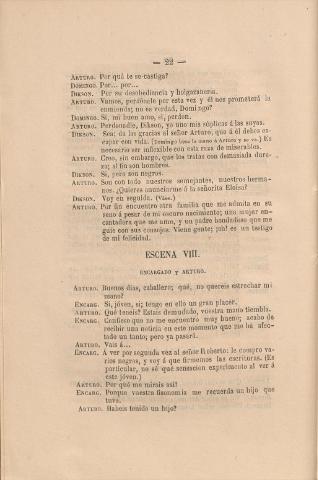 — 22 —
ARTURO. Por qué te se castiga?
DOMINGO. Por... por...
DIKSON. Por su desobediencia y holgazanería.
ARTURO. Vamos, perdónele por esta vez y él nos prometerá la
enmienda; no es verdad, Domingo?
DOMINGO. Sí, mi buen amo, sí, perdon.
ARTURO. Perdonadle, Dikson, yo uno mis súplicas á las suyas.
DIKSON. Sea; da las gracias al señor Arturo, que á él debes es-
capar con vida. (Domingo besa la mano á Arturo y se va.) Es
necesario ser inflexible con esta raza de miserables.
ARTURO. Creo, sin embargo, que los tratas con demasiada dure-
za; al fin son hombres.
DIKSON. Sí, pero son negros.
ARTURO. Son con todo nuestros semejantes, nuestros herma-
nos. ¿Quieres anunciarme á la señorita Eloisa?
DIKSON. Voy en seguida. (Vase.)
ARTURO. Por fin encuentro otra familia que me admita en su
seno á pesar de mi oscuro nacimiento; una mujer en-
cantadora que me ama, y un padre bondadoso que me
guie con sus consejos. Viene gente; ¡ah! es un testigo
de mi felicidad.
ESCENA VIII.
ENCARGADO y ARTURO.
ARTURO. Buenos dias, caballero; qué, no quereis estrechar mi
mano?
ENCARG. Sí, jóven, sí; tengo en ello un gran placer.
ARTURO. Qué teneis? Estais demudado, vuestra mano tiembla.
ENCARG. Confieso que no me encuentro muy bueno; acabo de
recibir una noticia en este momento que me ha afec-
tado un tanto; pero ya pasará.
ARTURO. Vais á...
ENCARG. Á ver por segunda vez al señor Roberto: le compro va-
rios negros, y voy á que firmemos las escrituras. (Es
particular, no sé qué sensacion experimento al ver á
este jóven.)
ARTURO. Por qué me mirais así?
ENCARG. Porque vuestra fisonomía me recuerda un hijo que
tuve.
ARTURO. Habeis tenido un hijo?